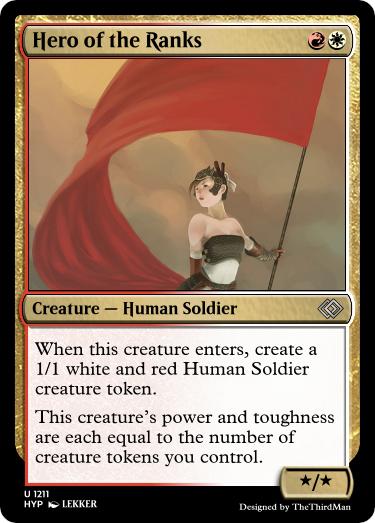 Hero of the Ranks
Creature — Human Soldier
When this creature enters, create a
1/1 white and red Human Soldier
creature token.
This creature's power and toughness
are each equal to the number of
creature tokens you control.
★/★
U 1211
HYP LEKKER
Designed by TheThirdMan